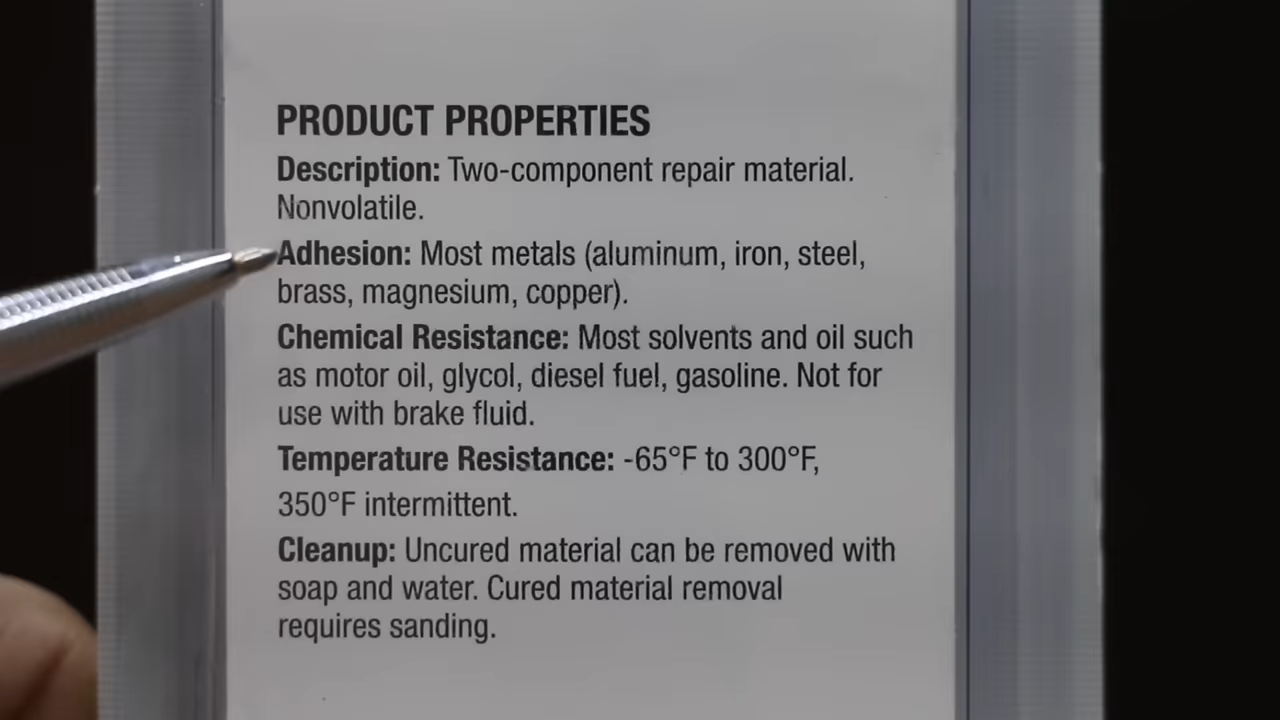 PRODUCT PROPERTIES
Description: Two-component repair material.
Nonvolatile.
Adhesion: Most metals (aluminum, iron, steel,
brass, magnesium, copper).
Chemical Resistance: Most solvents and oil such
as motor oil, glycol, diesel fuel, gasoline. Not for
use with brake fluid.
Temperature Resistance: -65°F to 300°F,
350°F intermittent.
Cleanup: Uncured material can be removed with
soap and water. Cured material removal
requires sanding.